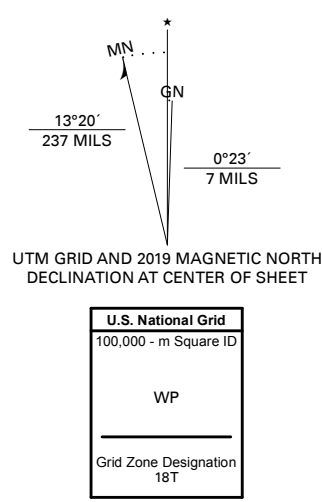 ★
MN
GN
13°20´
237 MILS
0°23´
7 MILS
UTM GRID AND 2019 MAGNETIC NORTH
DECLINATION AT CENTER OF SHEET
U.S. National Grid
100,000 - m Square ID
WP
Grid Zone Designation
18T